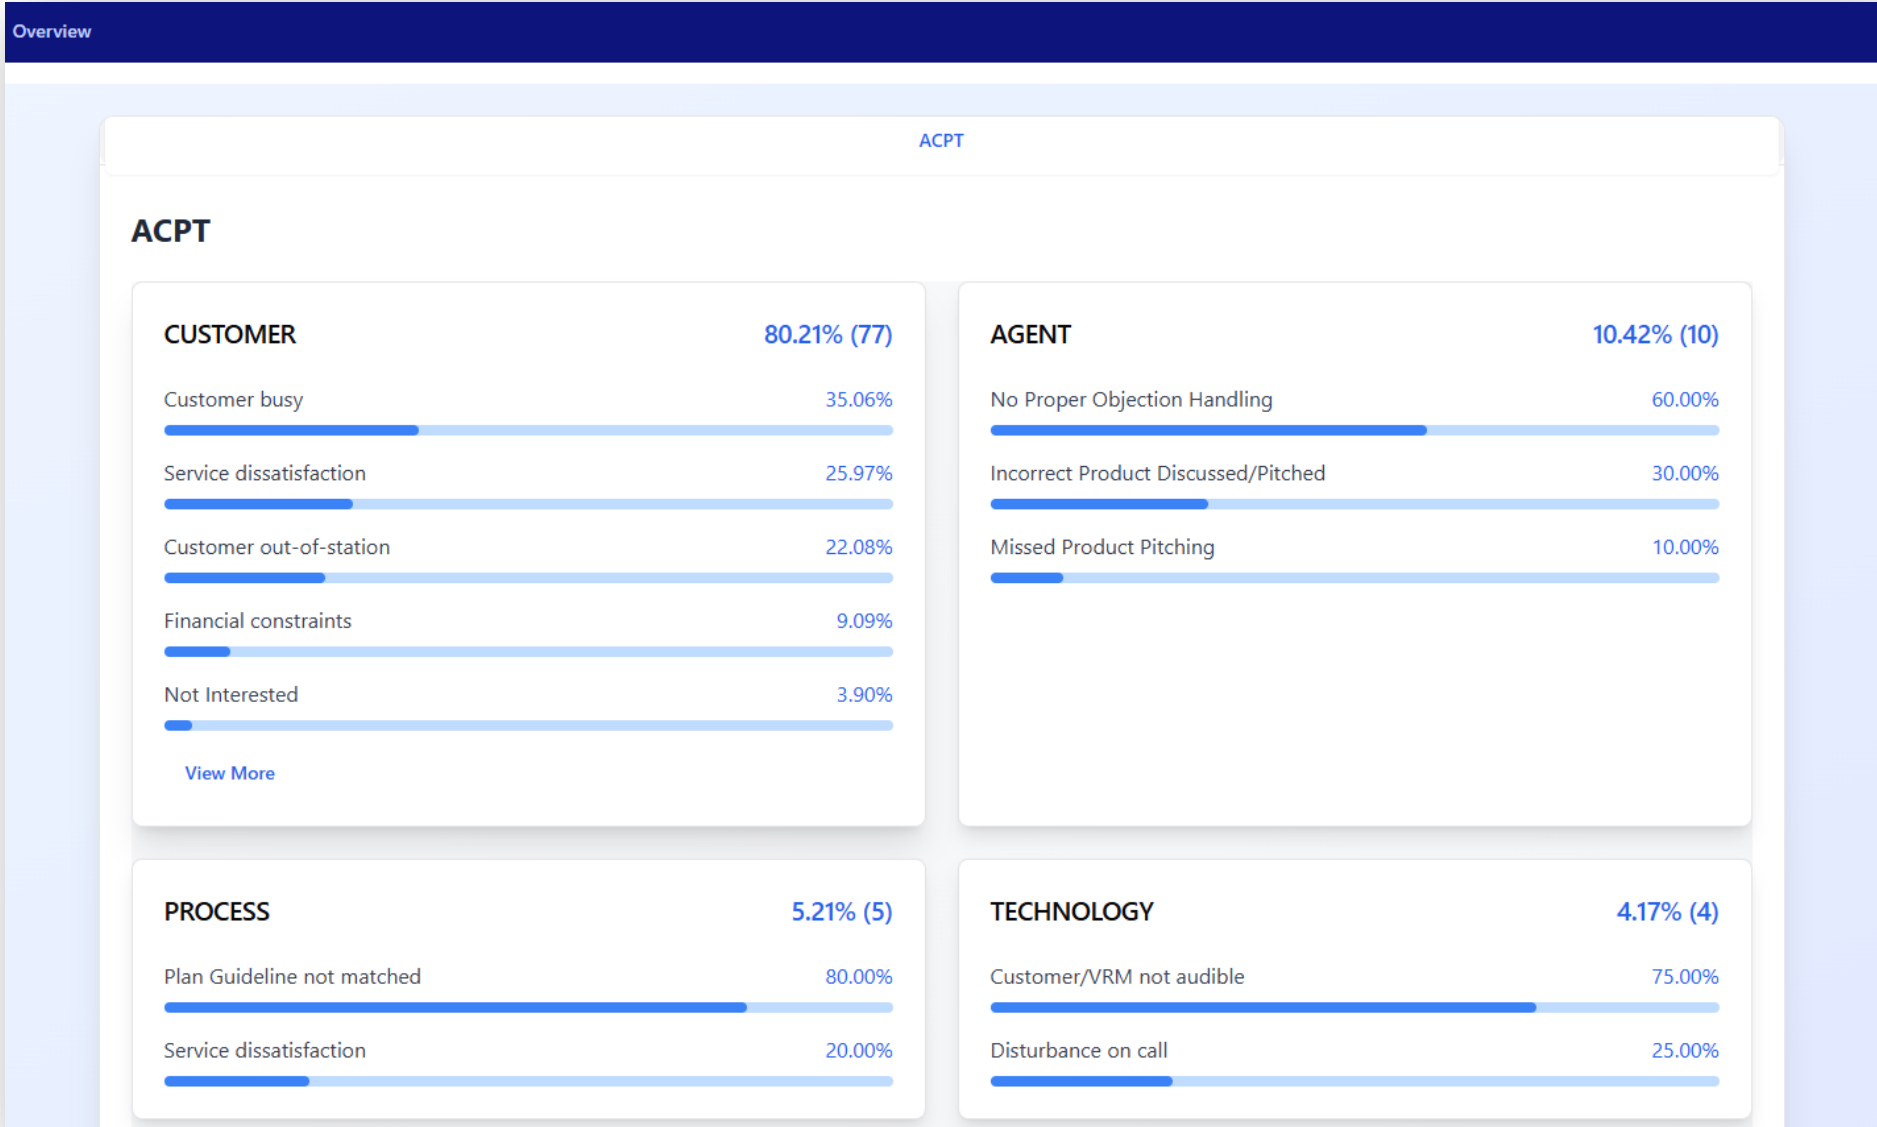 Overview
ACPT
ACPT
CUSTOMER 80.21% (77)
Customer busy 35.06%
Service dissatisfaction 25.97%
Customer out-of-station 22.08%
Financial constraints 9.09%
Not Interested 3.90%
View More
AGENT 10.42% (10)
No Proper Objection Handling 60.00%
Incorrect Product Discussed/Pitched 30.00%
Missed Product Pitching 10.00%
PROCESS 5.21% (5)
Plan Guideline not matched 80.00%
Service dissatisfaction 20.00%
TECHNOLOGY 4.17% (4)
Customer/VRM not audible 75.00%
Disturbance on call 25.00%